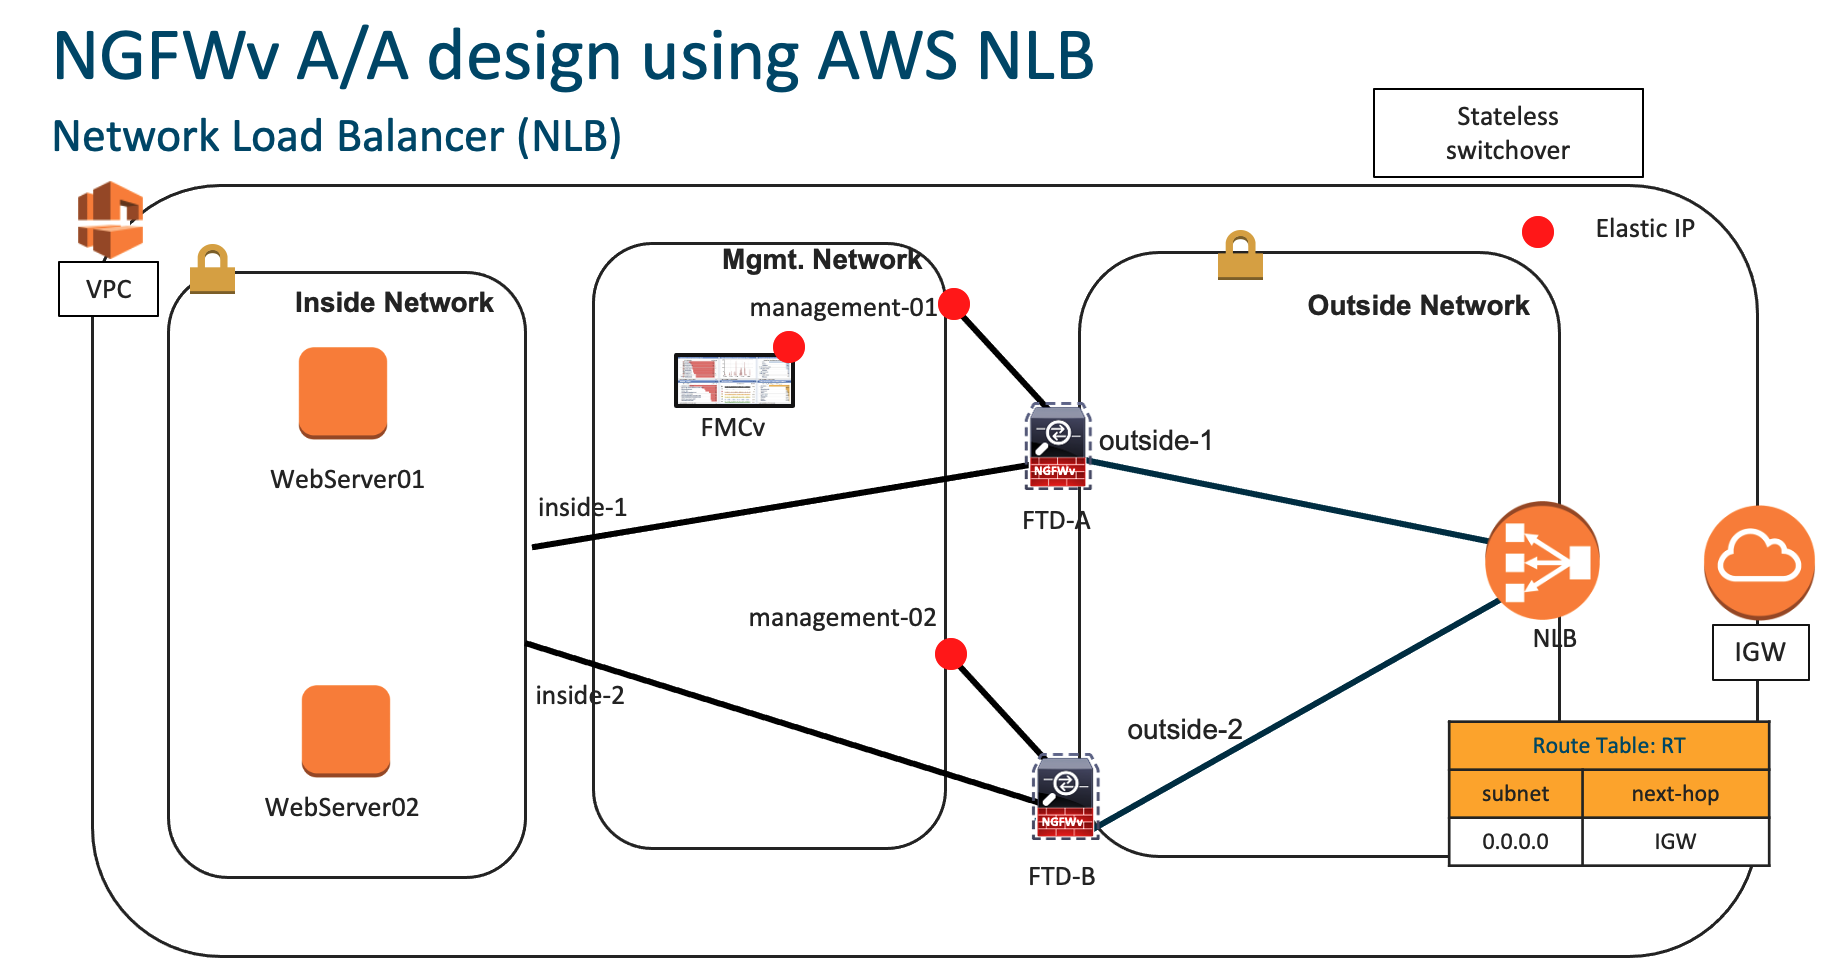 NGFWv A/A design using AWS NLB
Network Load Balancer (NLB)
Stateless
switchover
Elastic IP
VPC
Inside Network
Mgmt. Network
management-01
Outside Network
FMCv
WebServer01
inside-1
NGFWv
FTD-A
outside-1
NLB
IGW
management-02
inside-2
WebServer02
NGFWv
FTD-B
outside-2
Route Table: RT
subnet next-hop
0.0.0.0 IGW